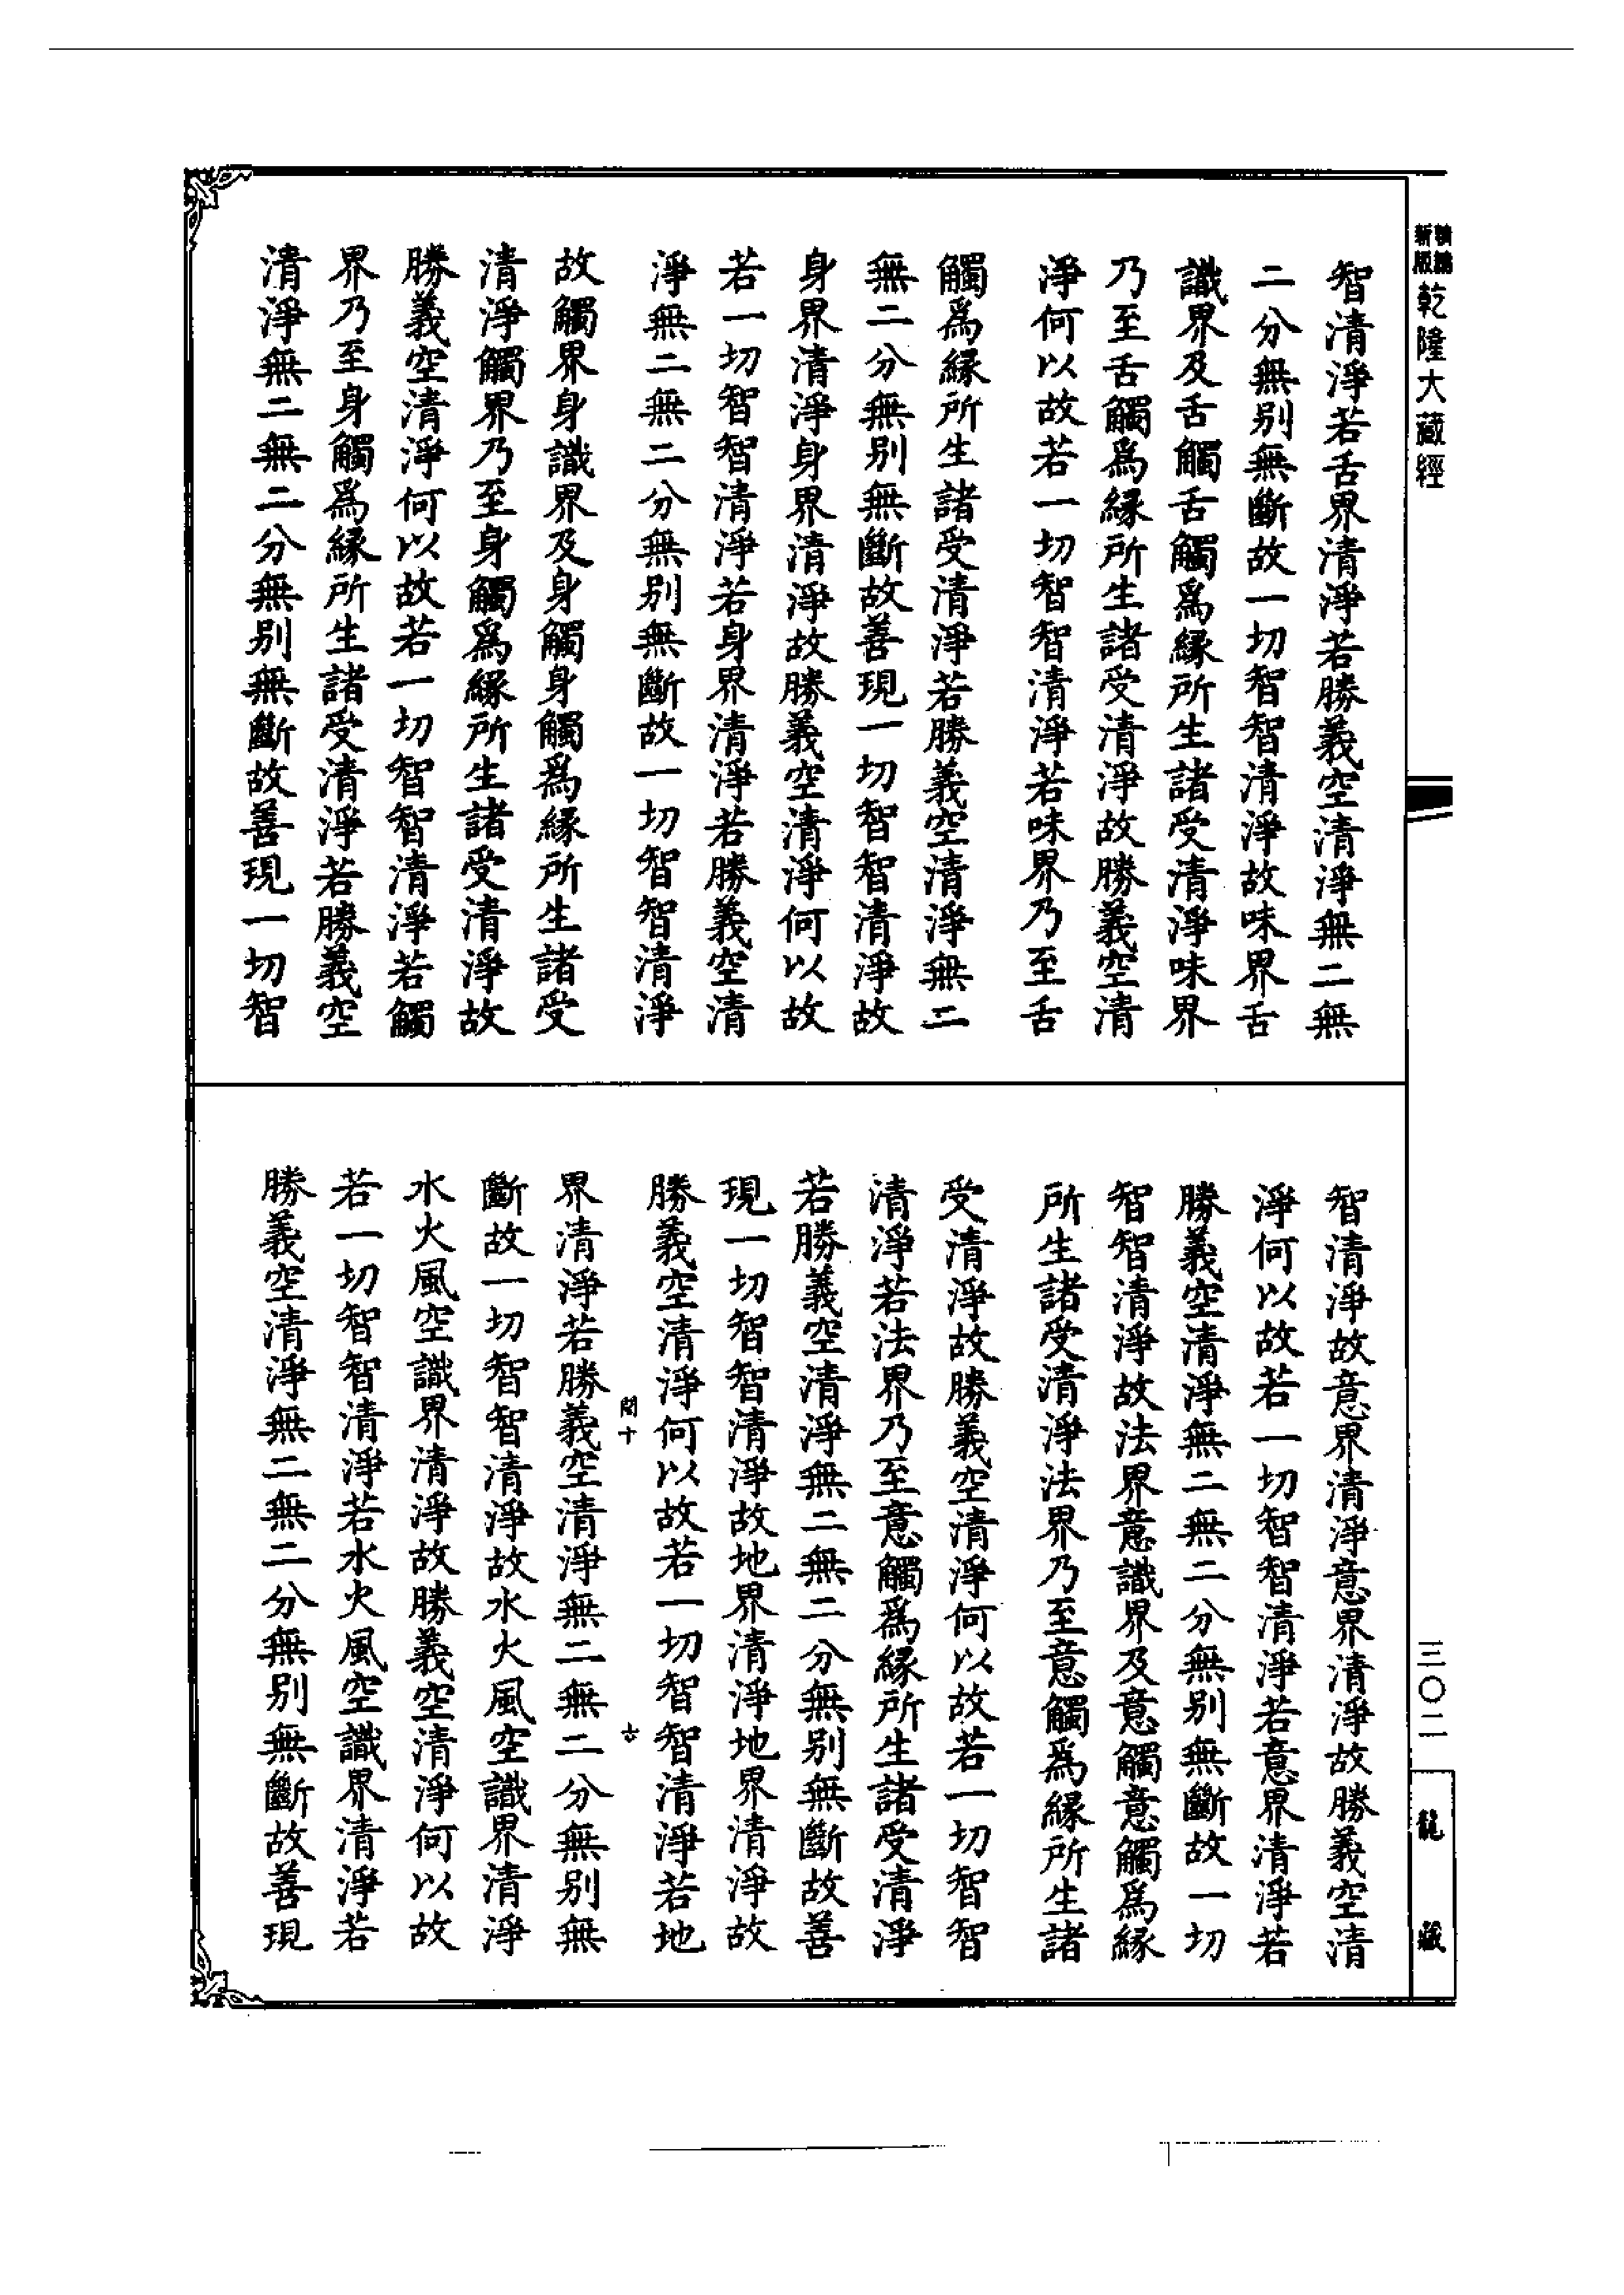 新版
乾隆大藏經
智清淨若舌界清淨若勝義空清淨無二無
二分無别無斷故一切智智清淨故味界舌
識界及舌觸舌觸爲緣所生諸受清淨味界
乃至舌觸爲緣所生諸受清淨故勝義空清
淨何以故若一切智智清淨若味界乃至舌
觸爲緣所生諸受清淨若勝義空清淨無二
無二分無别無斷故善現一切智智清淨故
身界清淨身界清淨故勝義空清淨何以故
若一切智智清淨若身界清淨若勝義空清
淨無二無二分無别無斷故一切智智清淨
故觸界身識界及身觸身觸爲緣所生諸受
清淨觸界乃至身觸爲緣所生諸受清淨故
勝義空清淨何以故若一切智智清淨若觸
界乃至身觸爲緣所生諸受清淨若勝義空
清淨無二無二分無别無斷故善現一切智
智清淨故意界清淨意界清淨故勝義空清
淨何以故若一切智智清淨若意界清淨若
勝義空清淨無二無二分無别無斷故一切
智智清淨故法界意識界及意觸意觸爲緣
所生諸受清淨法界乃至意觸爲緣所生諸
受清淨故勝義空清淨何以故若一切智智
清淨若法界乃至意觸爲緣所生諸受清淨
若勝義空清淨無二無二分無别無斷故善
現一切智智清淨故地界清淨地界清淨故
勝義空清淨何以故若一切智智清淨若地
界清淨若勝義空清淨無二無二分無别無
斷故一切智智清淨故水火風空識界清淨
水火風空識界清淨故勝義空清淨何以故
若一切智智清淨若水火風空識界清淨若
勝義空清淨無二無二分無别無斷故善現
三〇二
龍藏